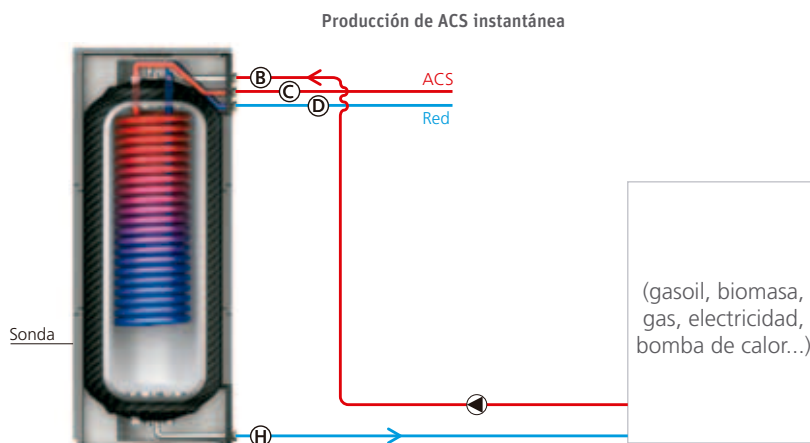 Producción de ACS instantánea
B
ACS
C
D
Red
(gasoil, biomasa,
gas, electricidad,
bomba de calor...)
Sonda
H